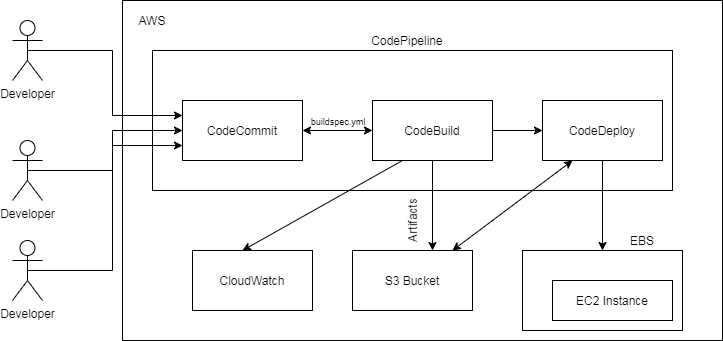 AWS
CodePipeline
Developer
CodeCommit
buildspec.yml
CodeBuild
CodeDeploy
Developer
Artifacts
EBS
CloudWatch
S3 Bucket
EC2 Instance
Developer